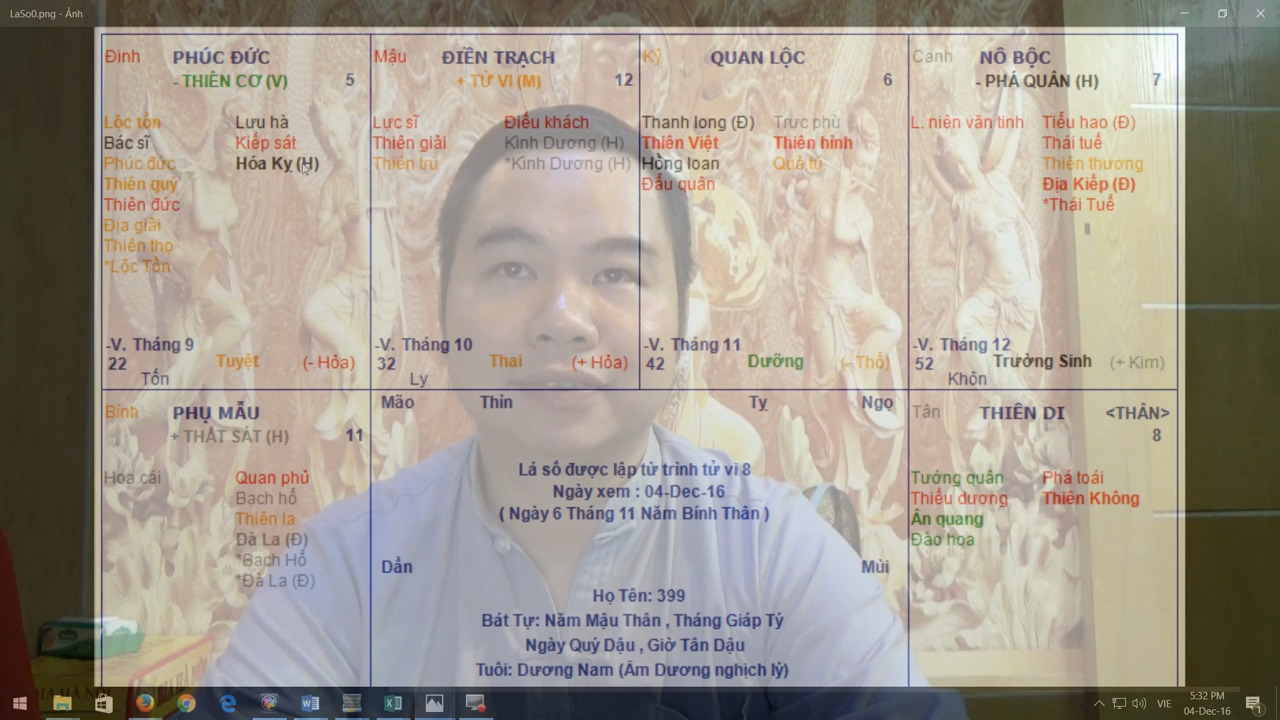 LaSo0.png - Ảnh
Đinh PHÚC ĐỨC
- THIÊN CƠ (V) 5
Lộc tồn Lưu hà
Bác sĩ Kiếp sát
Phúc đức Hóa Kỵ (H)
Thiên quy
Thiên đức
Địa giải
Thiên thọ
*Lộc Tồn
-V. Tháng 9
22 Tuyệt (- Hỏa)
Tốn
Mậu ĐIỀN TRẠCH
+ TỬ VI (M) 12
Lực sĩ Điếu khách
Thiên giải Kình Dương (H)
Thiên trù *Kình Dương (H)
-V. Tháng 10
32 Thai (+ Hỏa)
Ly
Kỷ QUAN LỘC
6
Thanh long (Đ) Trực phù
Thiên Việt Thiên hình
Hồng loan Quả tú
Đẩu quân
-V. Tháng 11
42 Dưỡng (- Thổ)
Canh NÔ BỘC
- PHÁ QUÂN (H) 7
L. niên văn tinh Tiểu hao (Đ)
Thái tuế
Thiên thương
Địa Kiếp (Đ)
*Thái Tuế
-V. Tháng 12
52 Trường Sinh (+ Kim)
Khôn
Bính PHỤ MẪU
+ THẤT SÁT (H) 11
Hoa cái Quan phủ
Bạch hổ
Thiên la
Đà La (Đ)
*Bạch Hổ
*Đà La (Đ)
Mão Thìn Tỵ Ngọ
Lá số được lập từ trình tử vi 8
Ngày xem : 04-Dec-16
( Ngày 6 Tháng 11 Năm Bính Thân )
Dần Mùi
Họ Tên: 399
Bát Tự: Năm Mậu Thân , Tháng Giáp Tý
Ngày Quý Dậu , Giờ Tân Dậu
Tuổi: Dương Nam (Âm Dương nghịch lý)
Tân THIÊN DI <THÂN>
8
Tướng quân Phá toái
Thiếu dương Thiên Không
Ân quang
Đào hoa
VIE
5:32 PM
04-Dec-16